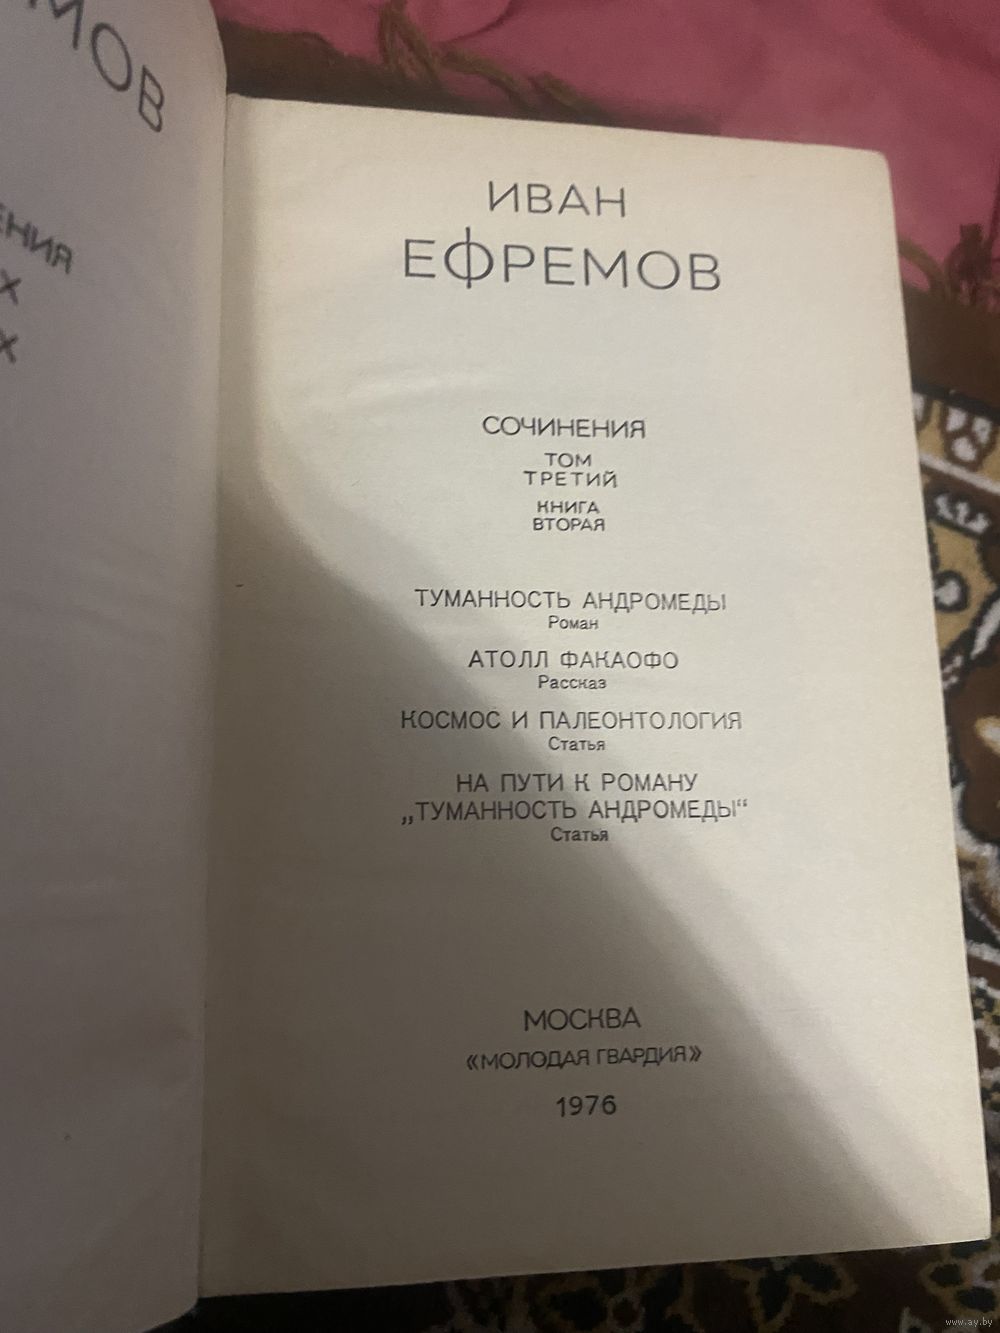 МОВ
ЕНИЯ
Х
Х
ИВАН
ЕФРЕМОВ
СОЧИНЕНИЯ
ТОМ
ТРЕТИЙ
КНИГА
ВТОРАЯ
ТУМАННОСТЬ АНДРОМЕДЫ
Роман
АТОЛЛ ФАКАОФО
Рассказ
КОСМОС И ПАЛЕОНТОЛОГИЯ
Статья
НА ПУТИ К РОМАНУ
„ТУМАННОСТЬ АНДРОМЕДЫ“
Статья
МОСКВА
«МОЛОДАЯ ГВАРДИЯ»
1976
www.ay.by